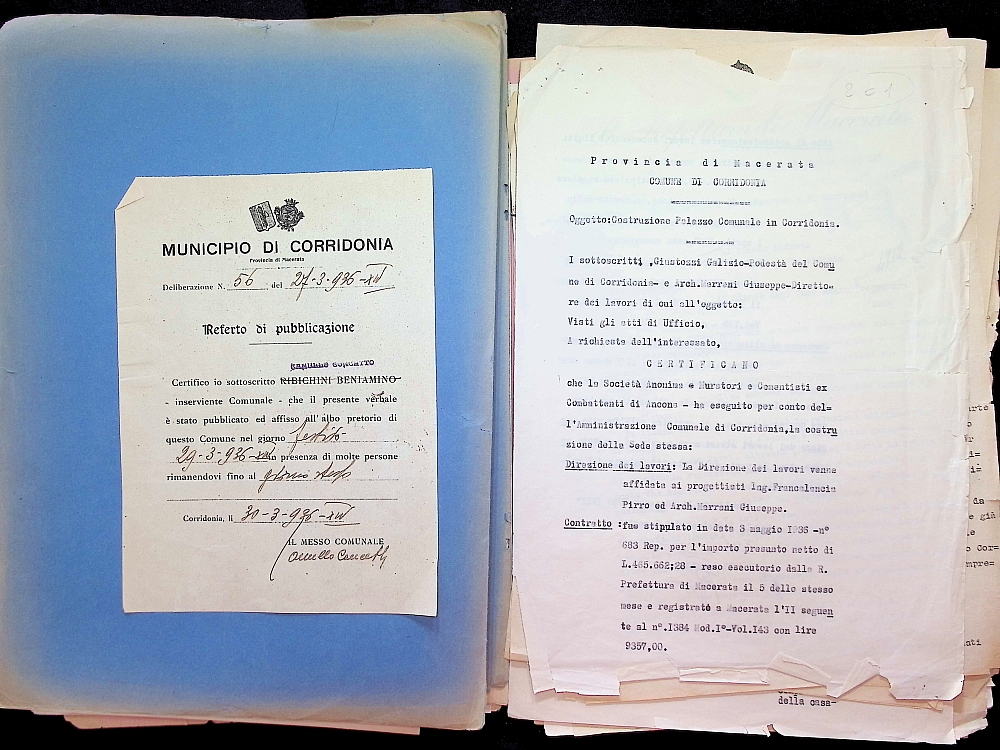 MUNICIPIO DI CORRIDONIA
Provincia di Macerata
Deliberazione N. 56 del 27-3-936-XIV
Referto di pubblicazione
Certifico io sottoscritto RIBICHINI BENIAMINO
- inserviente Comunale - che il presente verbale
è stato pubblicato ed affisso all'albo pretorio di
questo Comune nel giorno festivo
29-3-936-XIV in presenza di molte persone
rimanendovi fino al giorno
Corridonia, li 30-3-936-XIV
IL MESSO COMUNALE
201
Provincia di Macerata
COMUNE DI CORRIDONIA
Oggetto:Costruzione Palazzo Comunale in Corridonia.
I sottoscritti ,Giustozzi Galizio-Podestà del Comu
ne di Corridonia- e Arch.Marrani Giuseppe-Diretto=
re dei lavori di cui all'oggetto:
Visti gli atti di Ufficio,
A richiesta dell'interessato,
CERTIFICANO
che la Società Anonima e Muratori e Cementisti ex
Combattenti di Ancona - ha eseguito per conto del=
l'Amministrazione Comunale di Corridonia,la costru
zione della Sede stessa:
Direzione dei lavori: La Direzione dei lavori venne
affidata ai progettisti Ing.Francalancia
Pirro ed Arch.Marrani Giuseppe.
Contratto :fue stipulato in data 3 maggio 1936 -n°
683 Rep. per l'importo presunto netto di
L.465.662;28 - reso esecutorio dalla R.
Prefettura di Macerata il 5 dello stesso
mese e registrato a Macerata l'II seguen
te al n°.I384 Mod.I°-Vol.I43 con lire
9357,00.
della casa-